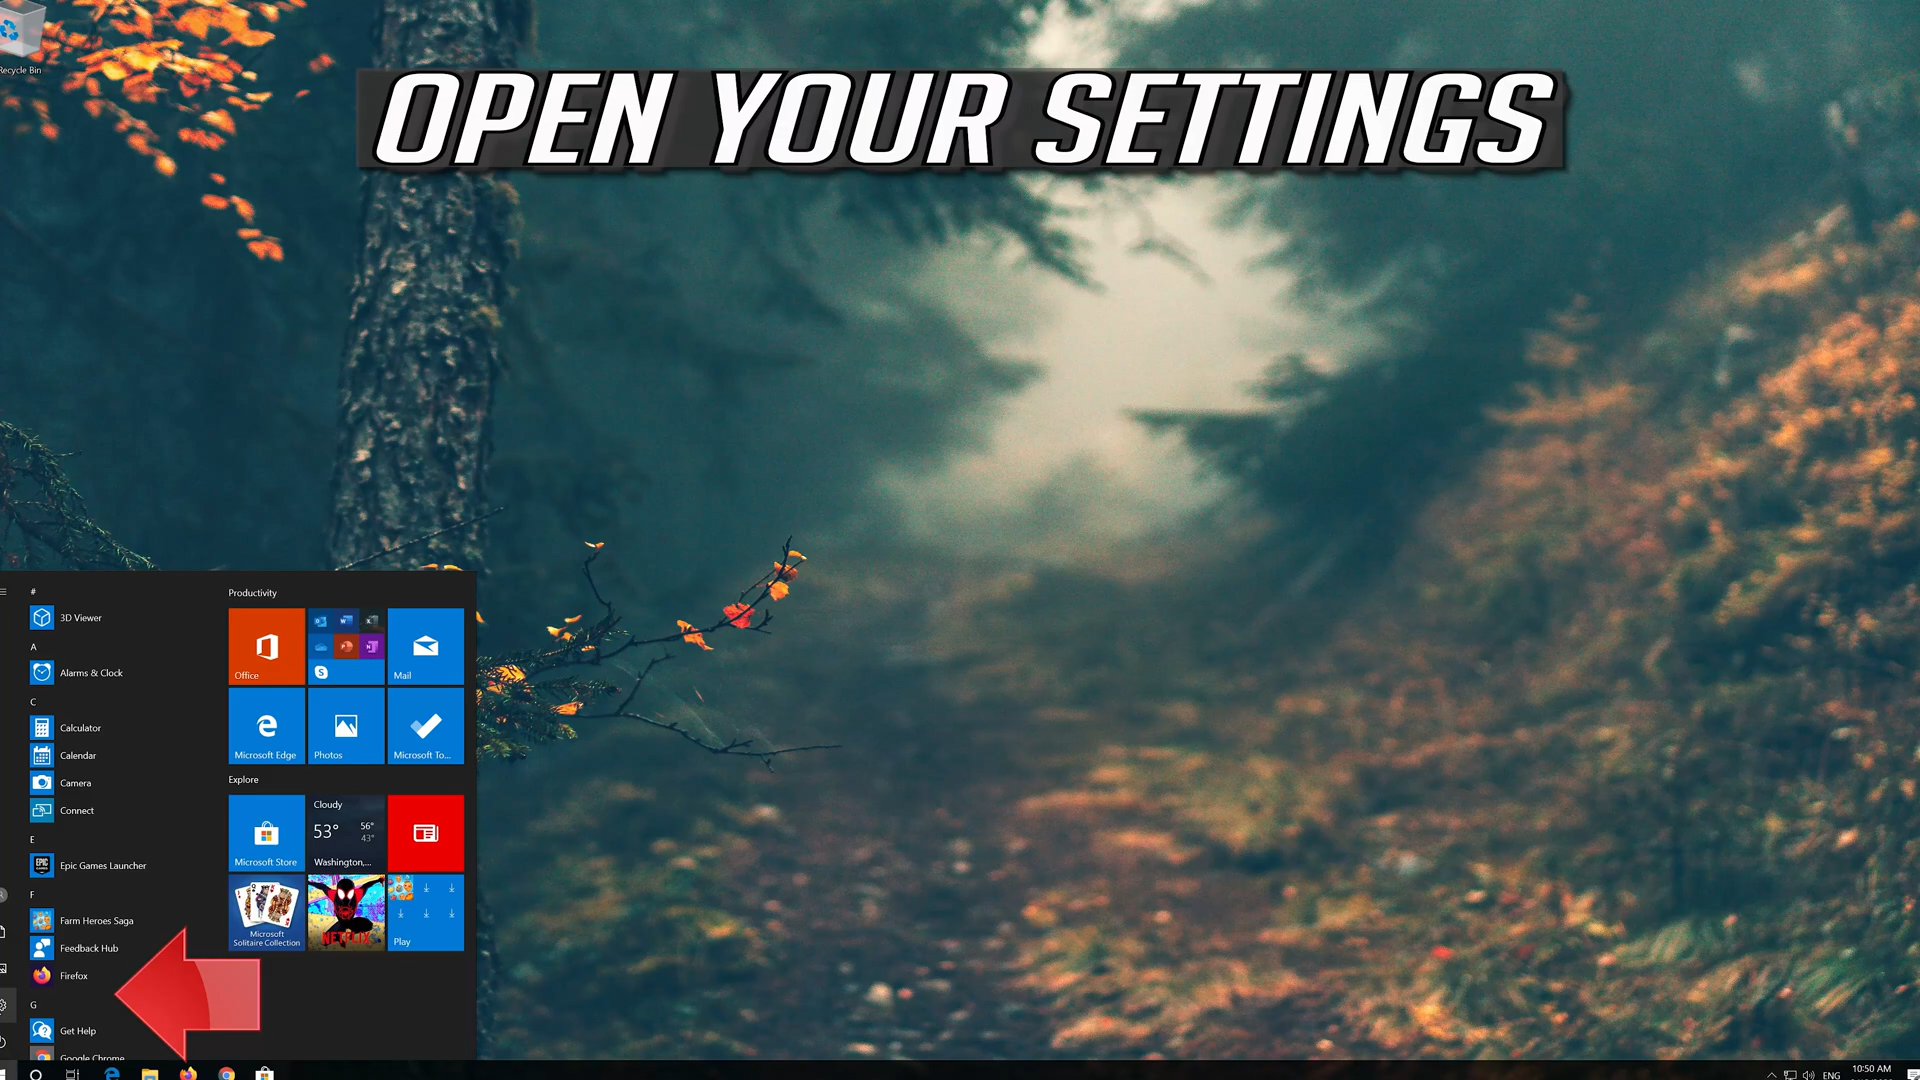 Recycle Bin
OPEN YOUR SETTINGS
#
3D Viewer
A
Alarms & Clock
C
Calculator
Calendar
Camera
Connect
E
Epic Games Launcher
F
Farm Heroes Saga
Feedback Hub
Firefox
G
Get Help
Google Chrome
Productivity
Office
Mail
Microsoft Edge
Photos
Microsoft To...
Explore
Microsoft Store
Cloudy
53°
56°
43°
Washington,...
Microsoft
Solitaire Collection
NETFLIX
Play
ENG
10:50 AM